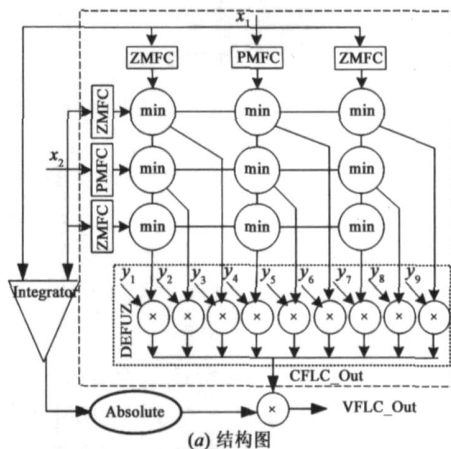 x1
ZMFC PMFC ZMFC
ZMFC min min min
x2
PMFC min min min
ZMFC min min min
Integrator
y1 y2 y3 y4 y5 y6 y7 y8 y9
DEFUZ × × × × × × × × ×
CFLC_Out
Absolute × VFLC_Out
(a) 结构图